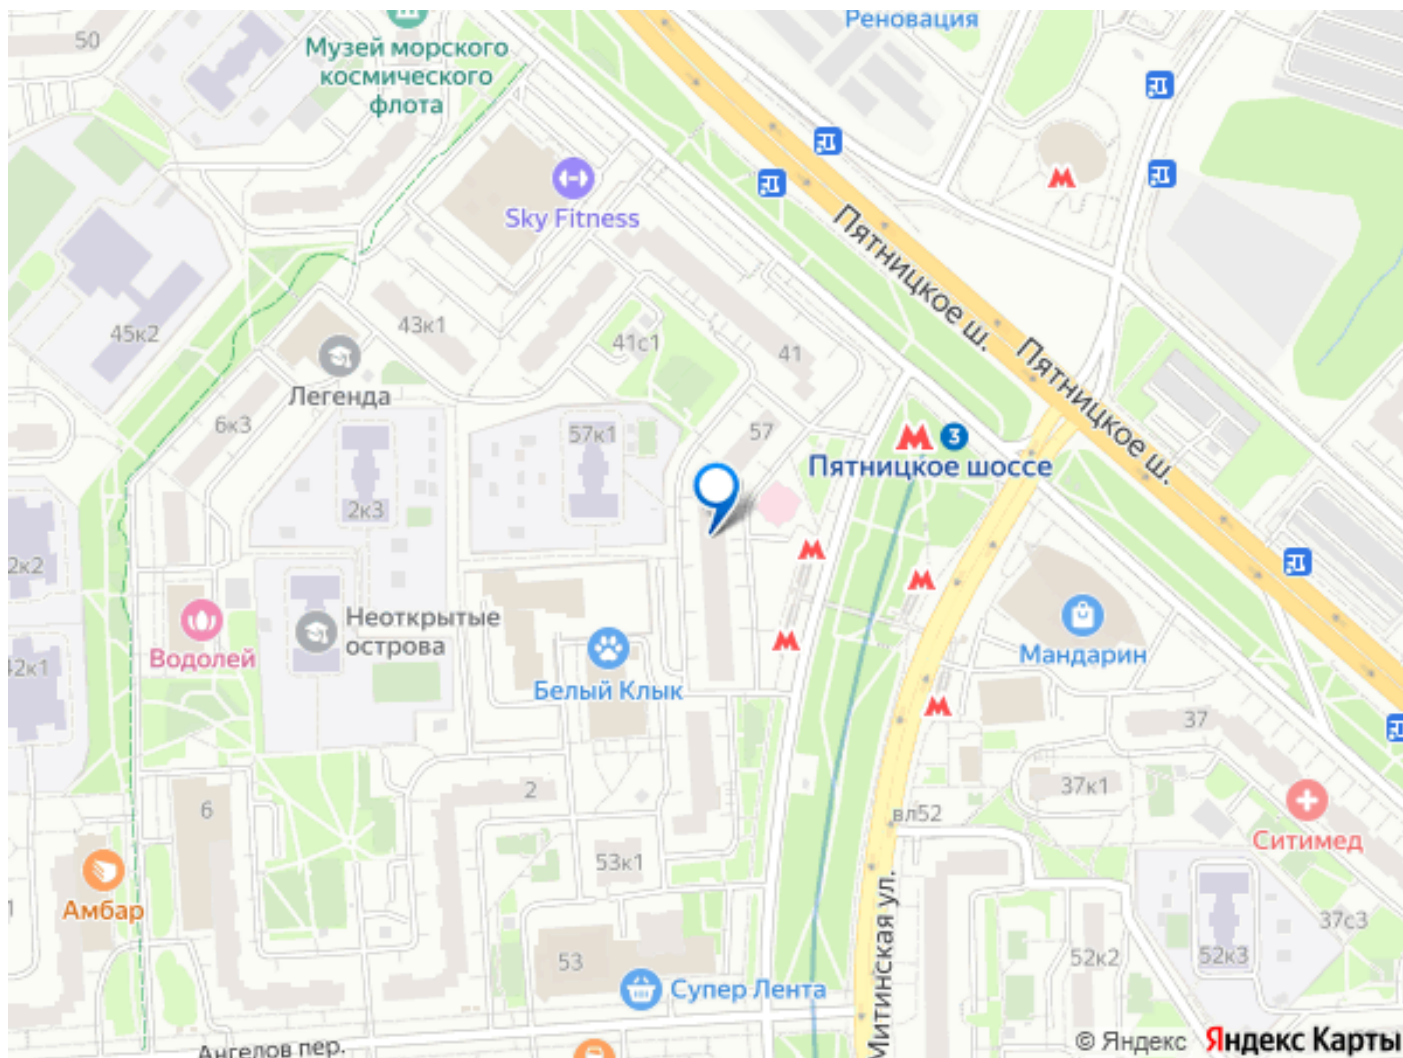 Реновация
50
Музей морского
космического
флота
Sky Fitness
Пятницкое ш.
Пятницкое ш.
45к2
43к1
41с1
41
Легенда
6к3
57к1
57
3
Пятницкое шоссе
2к3
2к2
Неоткрытые
острова
Водолей
Белый Клык
Мандарин
42к1
37
37к1
вл52
Ситимед
2
6
53к1
Амбар
37с3
53
52к2
52к3
Супер Лента
Митинская ул.
Ангелов пер.
© Яндекс Яндекс Карты